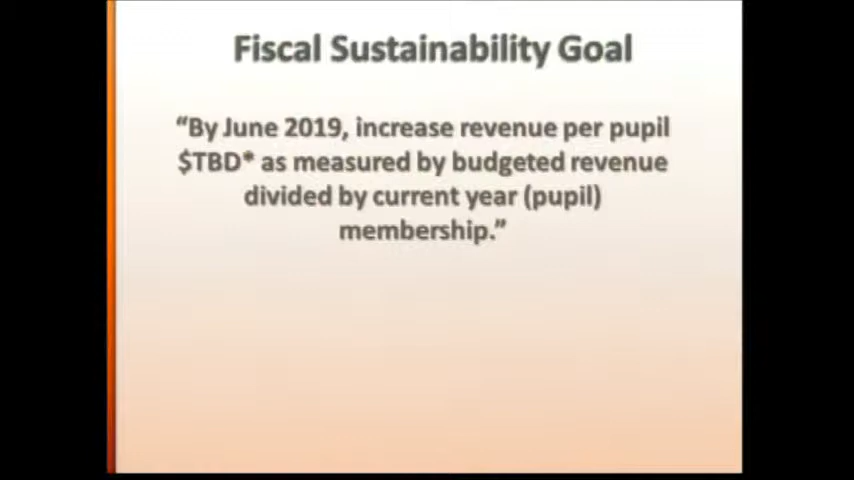 Fiscal Sustainability Goal
“By June 2019, increase revenue per pupil
$TBD* as measured by budgeted revenue
divided by current year (pupil)
membership.”